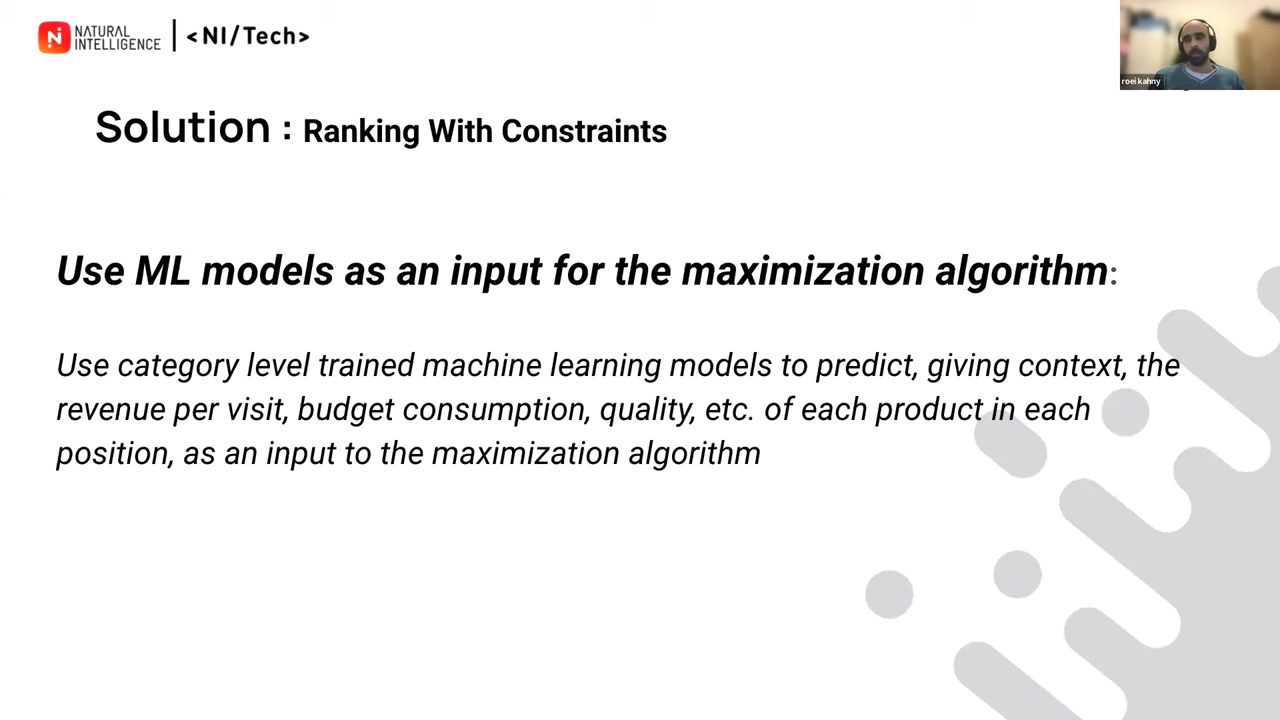 NATURAL
INTELLIGENCE
<NI/Tech>
roei kahny
Solution : Ranking With Constraints
Use ML models as an input for the maximization algorithm:
Use category level trained machine learning models to predict, giving context, the
revenue per visit, budget consumption, quality, etc. of each product in each
position, as an input to the maximization algorithm